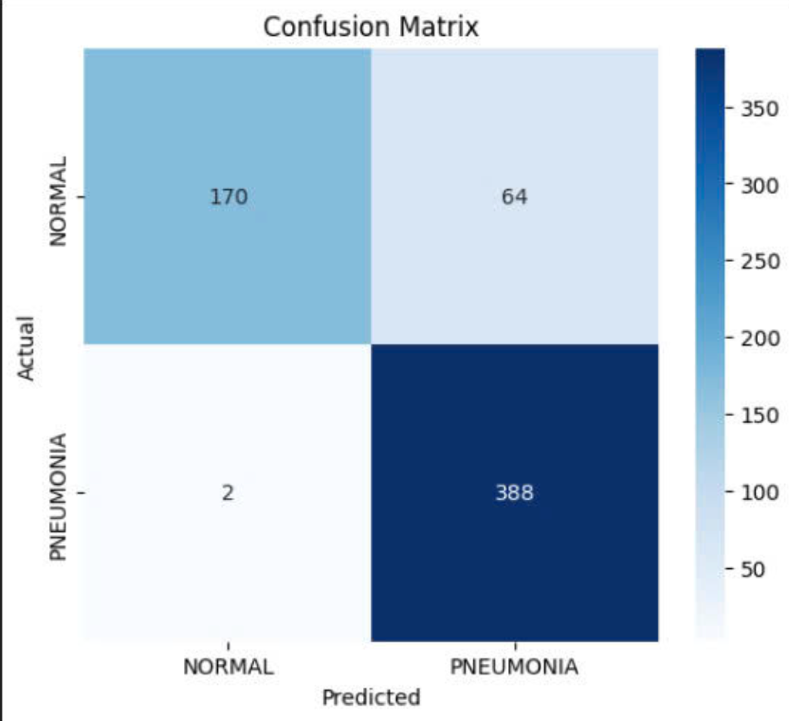 Confusion Matrix
NORMAL
170
64
350
300
250
200
150
100
50
Actual
PNEUMONIA
2
388
NORMAL
PNEUMONIA
Predicted